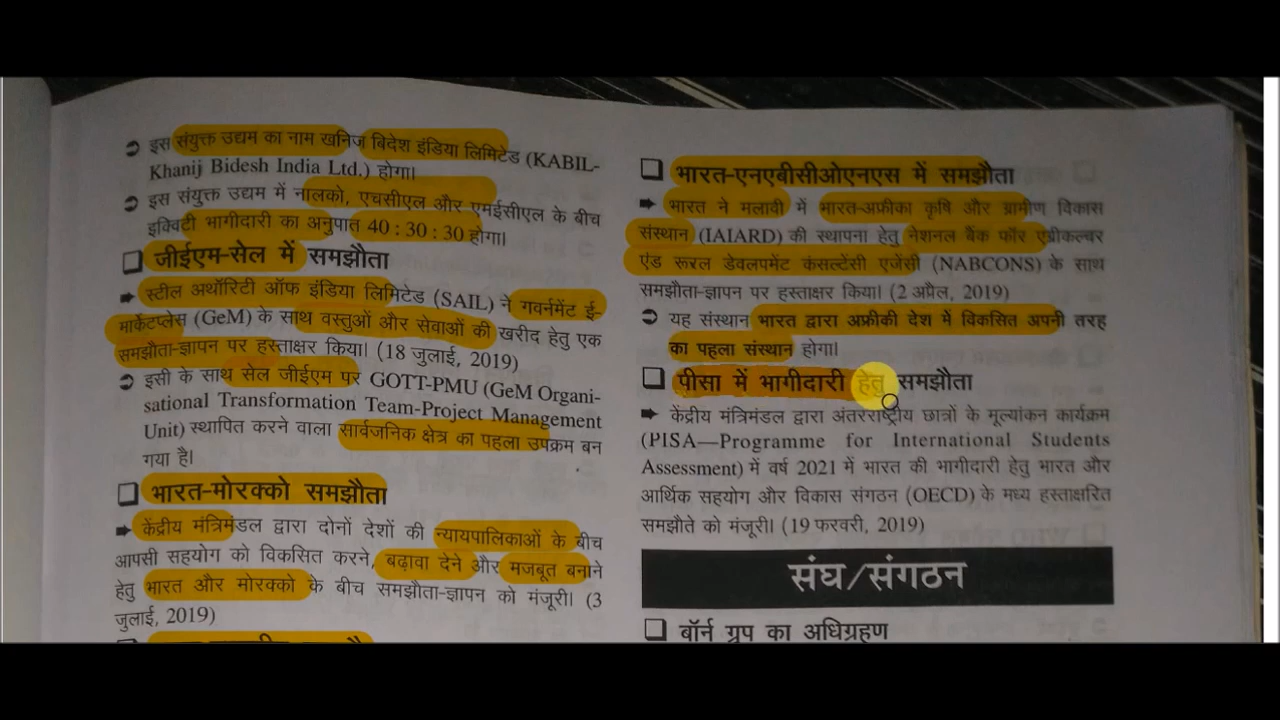 इस संयुक्त उद्यम का नाम खनिज बिदेश इंडिया लिमिटेड (KABIL-
Khanij Bidesh India Ltd.) होगा।
इस संयुक्त उद्यम में नालको, एचसीएल और एमईसीएल के बीच
इक्विटी भागीदारी का अनुपात 40 : 30 : 30 होगा।
जीईएम-सेल में समझौता
स्टील अथॉरिटी ऑफ इंडिया लिमिटेड (SAIL) ने गवर्नमेंट ई-
मार्केटप्लेस (GeM) के साथ वस्तुओं और सेवाओं की खरीद हेतु एक
समझौता-ज्ञापन पर हस्ताक्षर किया। (18 जुलाई, 2019)
इसी के साथ सेल जीईएम पर GOTT-PMU (GeM Organi-
sational Transformation Team-Project Management
Unit) स्थापित करने वाला सार्वजनिक क्षेत्र का पहला उपक्रम बन
गया है।
भारत-मोरक्को समझौता
केंद्रीय मंत्रिमंडल द्वारा दोनों देशों की न्यायपालिकाओं के बीच
आपसी सहयोग को विकसित करने, बढ़ावा देने और मजबूत बनाने
हेतु भारत और मोरक्को के बीच समझौता-ज्ञापन को मंजूरी। (3
जुलाई, 2019)
भारत-एनएबीसीओएनएस में समझौता
भारत ने मलावी में भारत-अफ्रीका कृषि और ग्रामीण विकास
संस्थान (IAIARD) की स्थापना हेतु नेशनल बैंक फॉर एग्रीकल्चर
एंड रूरल डेवलपमेंट कंसल्टेंसी एजेंसी (NABCONS) के साथ
समझौता-ज्ञापन पर हस्ताक्षर किया। (2 अप्रैल, 2019)
यह संस्थान भारत द्वारा अफ्रीकी देश में विकसित अपनी तरह
का पहला संस्थान होगा।
पीसा में भागीदारी हेतु समझौता
केंद्रीय मंत्रिमंडल द्वारा अंतरराष्ट्रीय छात्रों के मूल्यांकन कार्यक्रम
(PISA—Programme for International Students
Assessment) में वर्ष 2021 में भारत की भागीदारी हेतु भारत और
आर्थिक सहयोग और विकास संगठन (OECD) के मध्य हस्ताक्षरित
समझौते को मंजूरी। (19 फरवरी, 2019)
संघ/संगठन
बॉर्न ग्रुप का अधिग्रहण